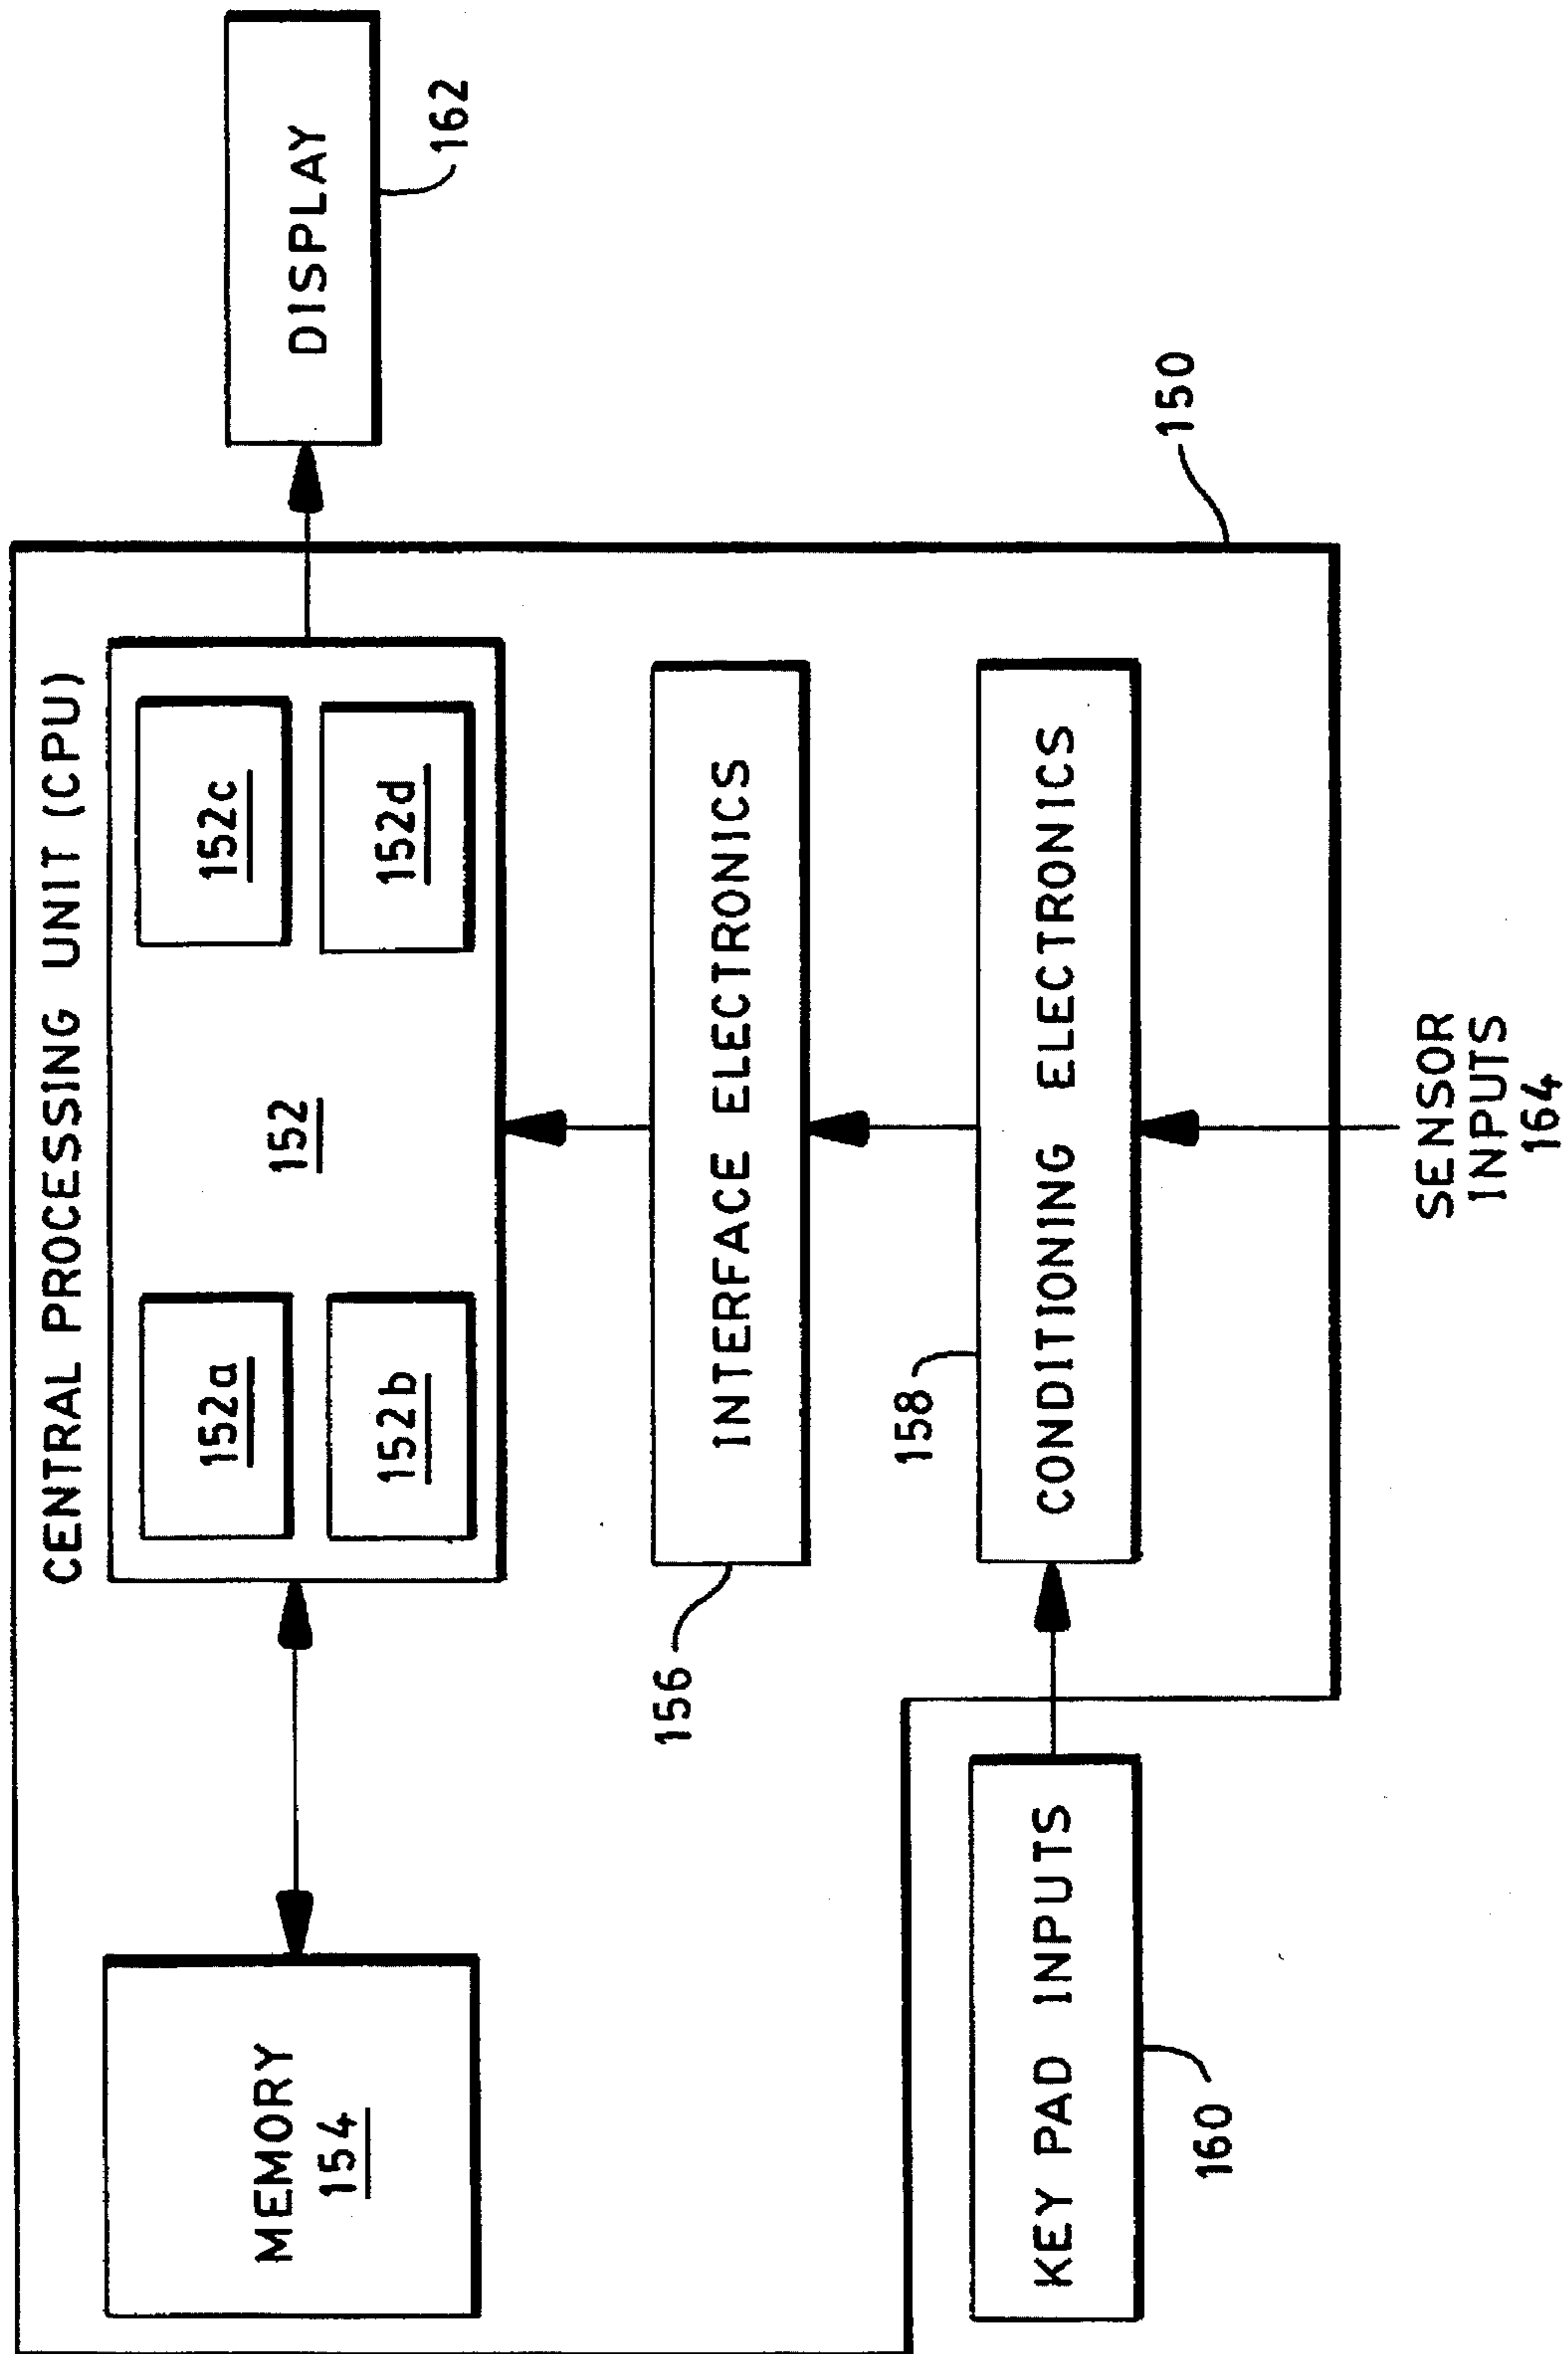 CENTRAL PROCESSING UNIT (CPU)
MEMORY
154
152a
152b
152
152c
152d
DISPLAY
162
156
INTERFACE ELECTRONICS
158
CONDITIONING ELECTRONICS
150
KEY PAD INPUTS
160
SENSOR
INPUTS
164